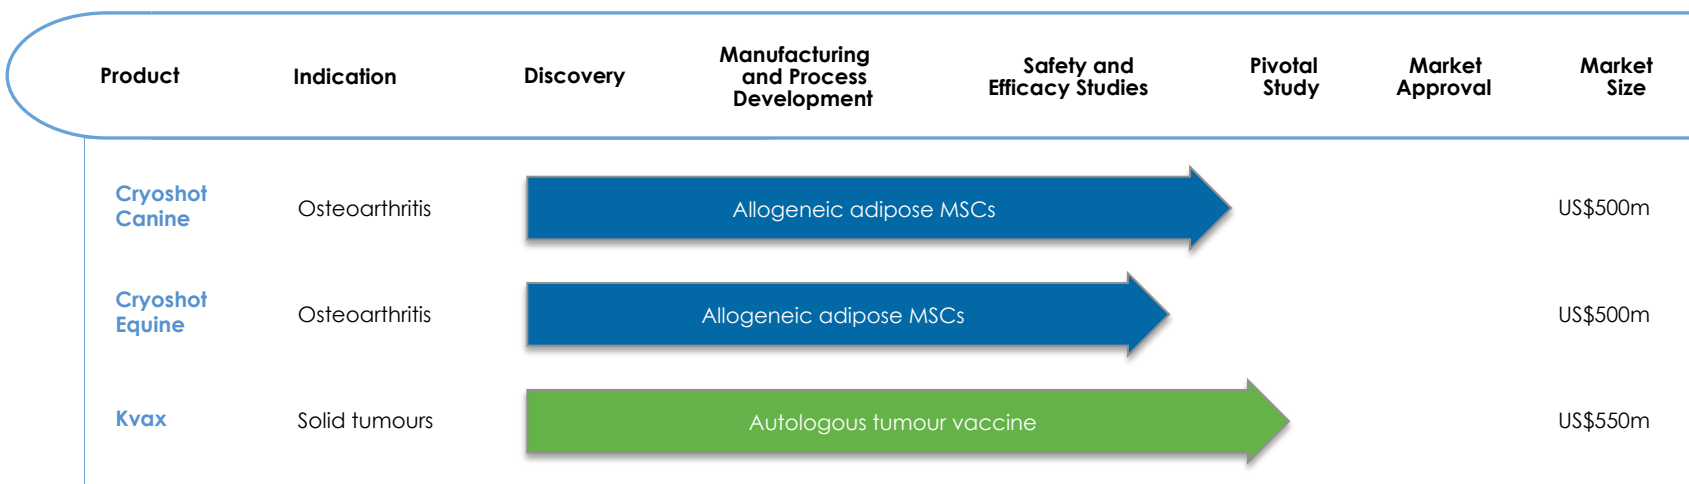 Product
Indication
Discovery
Manufacturing
and Process
Development
Safety and
Efficacy Studies
Pivotal
Study
Market
Approval
Market
Size
Cryoshot
Canine
Osteoarthritis
Allogeneic adipose MSCs
US$500m
Cryoshot
Equine
Osteoarthritis
Allogeneic adipose MSCs
US$500m
Kvax
Solid tumours
Autologous tumour vaccine
US$550m